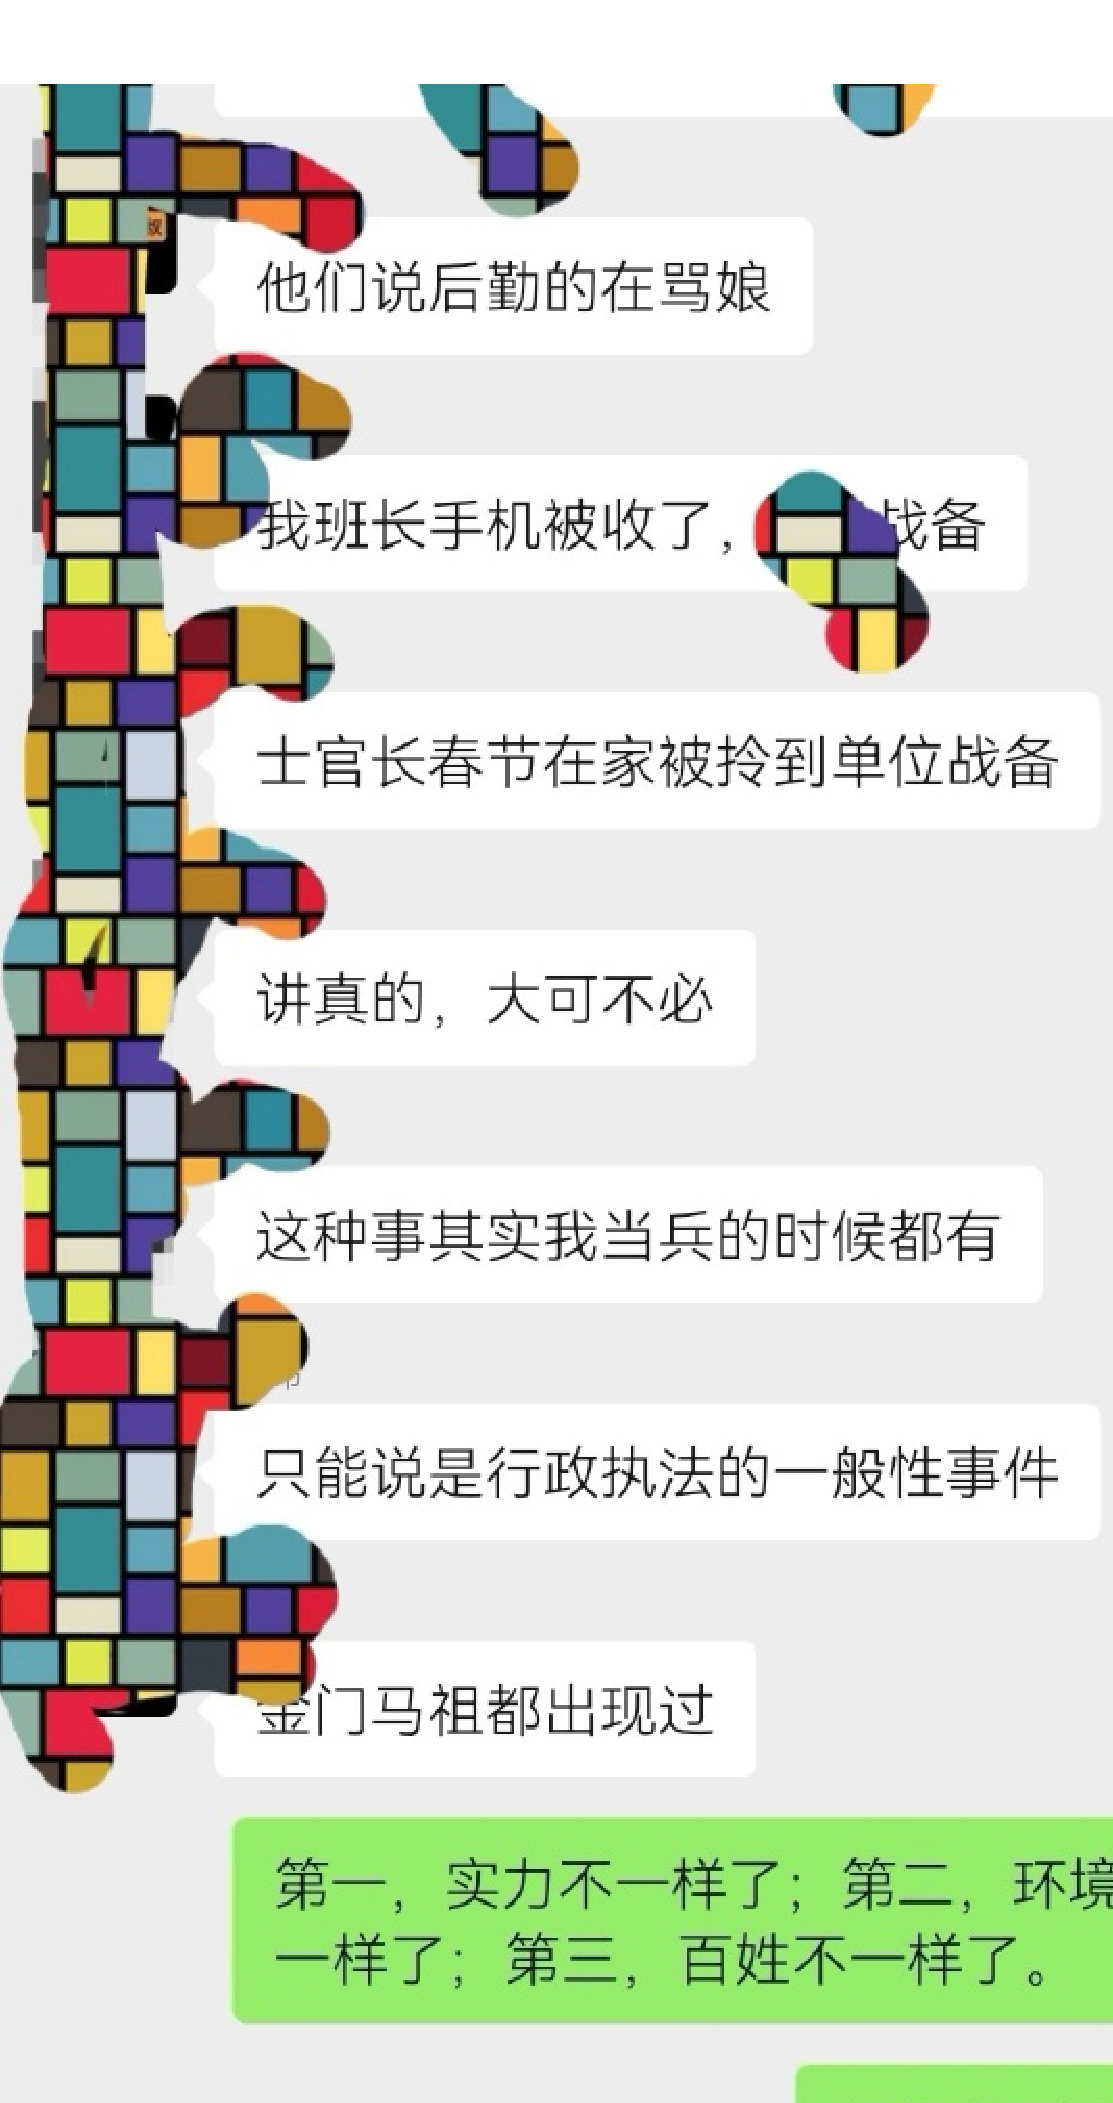 他们说后勤的在骂娘
我班长手机被收了，战备
士官长春节在家被拎到单位战备
讲真的，大可不必
这种事其实我当兵的时候都有
只能说是行政执法的一般性事件
金门马祖都出现过
第一，实力不一样了；第二，环境
一样了；第三，百姓不一样了。